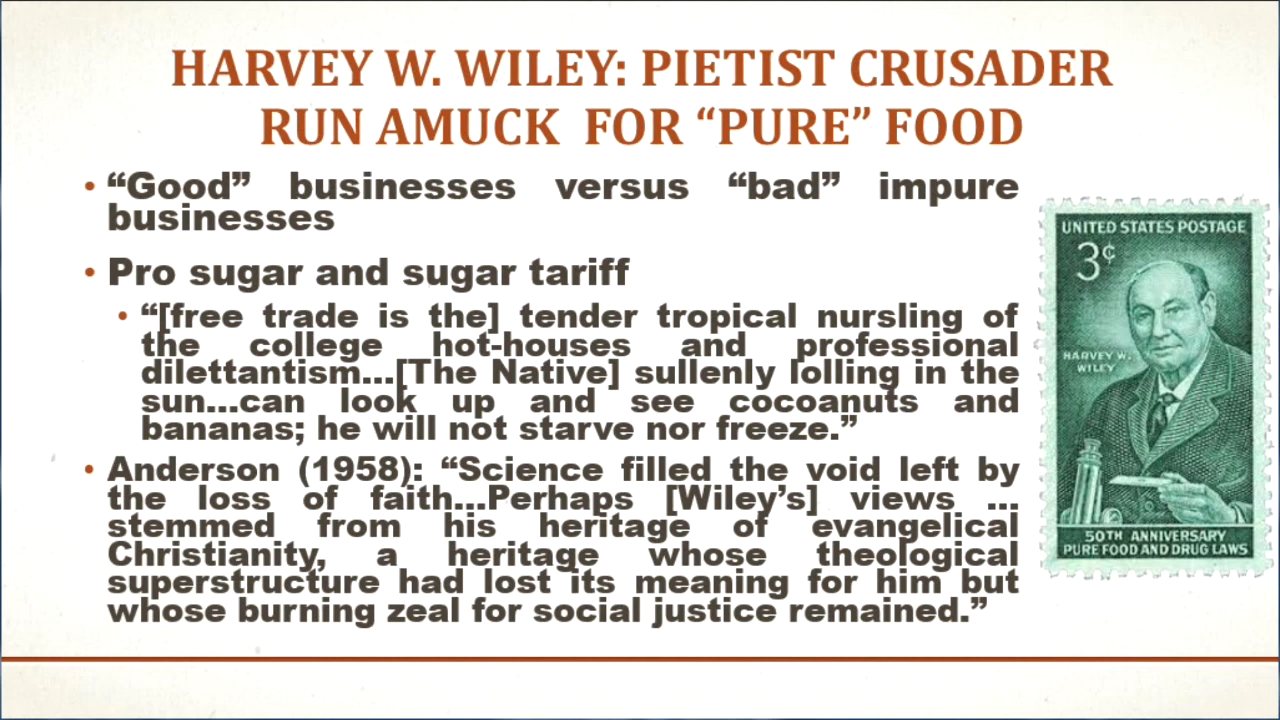 HARVEY W. WILEY: PIETIST CRUSADER
RUN AMUCK FOR “PURE” FOOD
• “Good” businesses versus “bad” impure
businesses
• Pro sugar and sugar tariff
• “[free trade is the] tender tropical nursling of
the college hot-houses and professional
dilettantism...[The Native] sullenly lolling in the
sun...can look up and see cocoanuts and
bananas; he will not starve nor freeze.”
• Anderson (1958): “Science filled the void left by
the loss of faith...Perhaps [Wiley’s] views ...
stemmed from his heritage of evangelical
Christianity, a heritage whose theological
superstructure had lost its meaning for him but
whose burning zeal for social justice remained.”
UNITED STATES POSTAGE
3¢
HARVEY W.
WILEY
50TH ANNIVERSARY
PURE FOOD AND DRUG LAWS